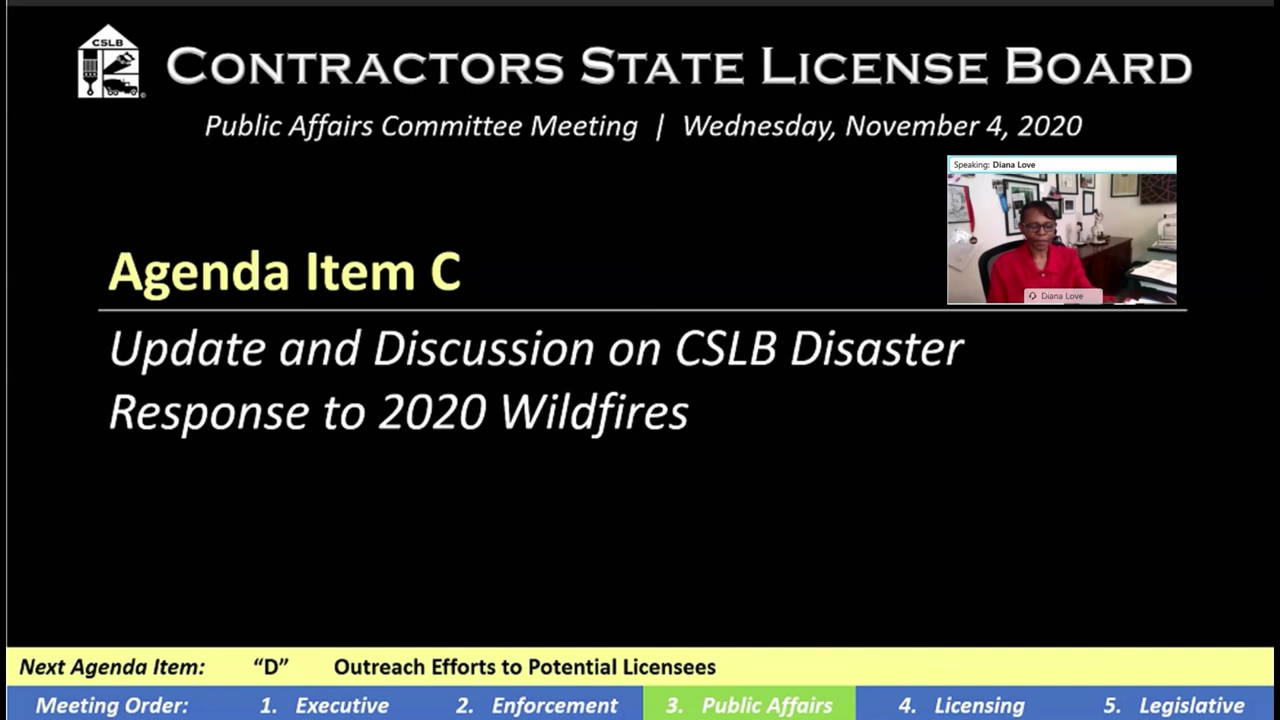 CSLB
CONTRACTORS STATE LICENSE BOARD
Public Affairs Committee Meeting | Wednesday, November 4, 2020
Speaking: Diana Love
Diana Love
Agenda Item C
Update and Discussion on CSLB Disaster
Response to 2020 Wildfires
Next Agenda Item: “D” Outreach Efforts to Potential Licensees
Meeting Order: 1. Executive 2. Enforcement 3. Public Affairs 4. Licensing 5. Legislative